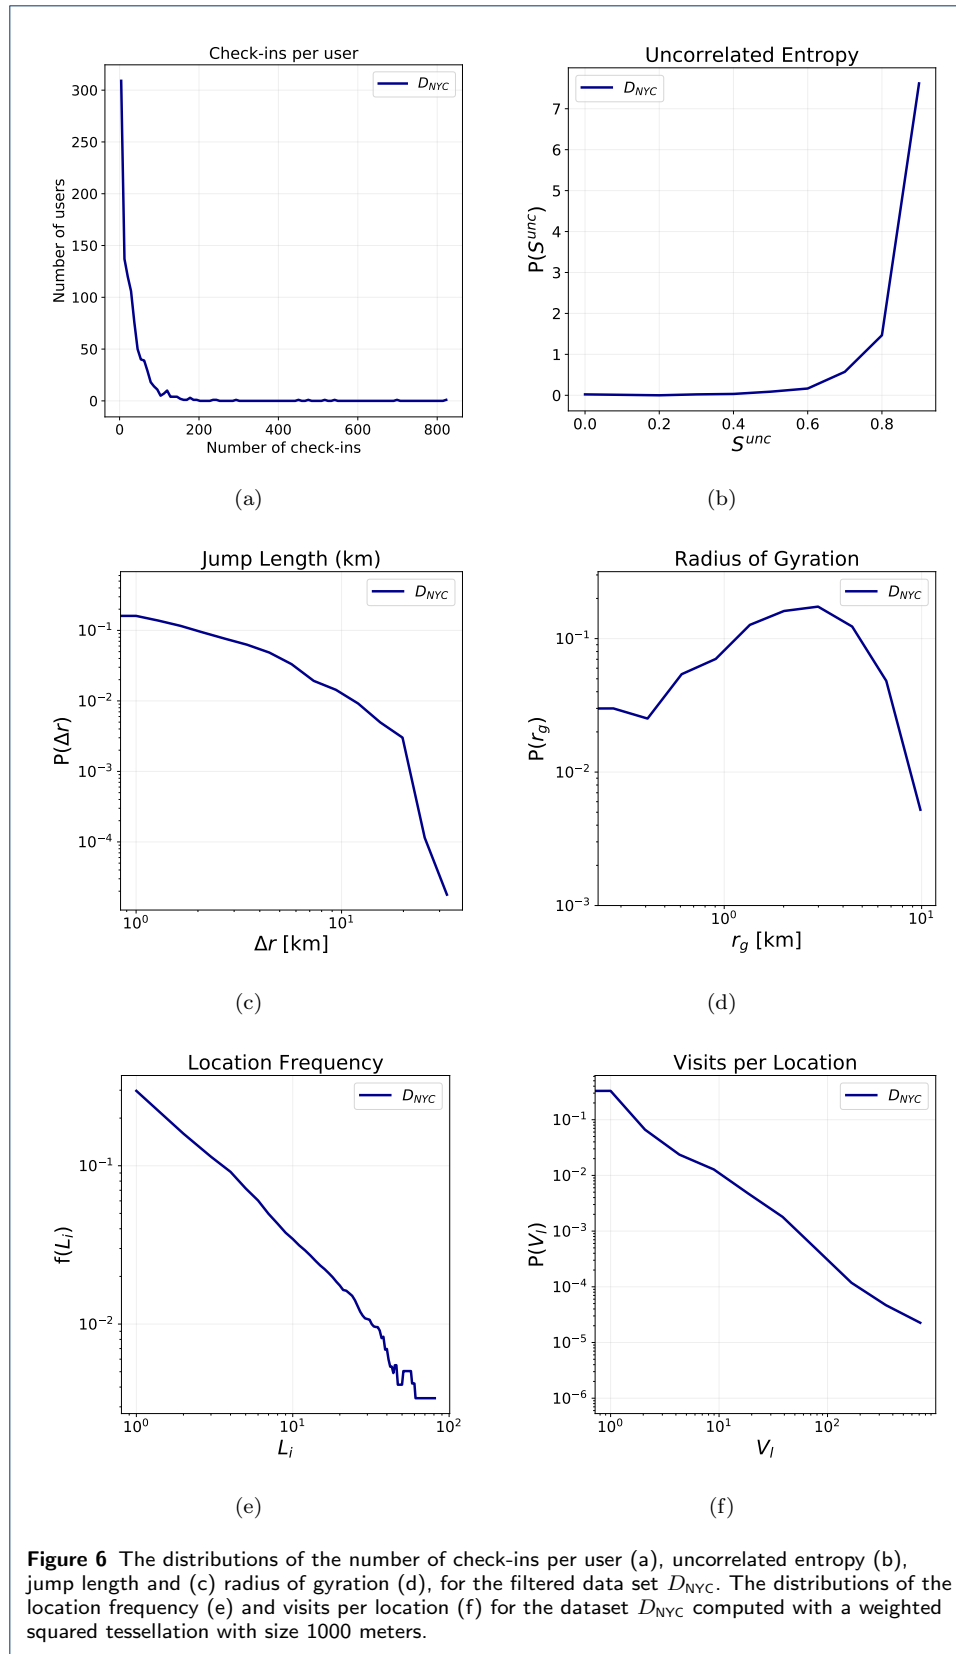 Check-ins per user
D_NYC
300
250
200
150
100
50
0
Number of users
0 200 400 600 800
Number of check-ins
(a)
Uncorrelated Entropy
D_NYC
7
6
5
4
3
2
1
0
P(S^unc)
0.0 0.2 0.4 0.6 0.8
S^unc
(b)
Jump Length (km)
D_NYC
10^-1
10^-2
10^-3
10^-4
P(Δr)
10^0 10^1
Δr [km]
(c)
Radius of Gyration
D_NYC
10^-1
10^-2
10^-3
P(r_g)
10^0 10^1
r_g [km]
(d)
Location Frequency
D_NYC
10^-1
10^-2
f(L_i)
10^0 10^1 10^2
L_i
(e)
Visits per Location
D_NYC
10^-1
10^-2
10^-3
10^-4
10^-5
10^-6
P(V_l)
10^0 10^1 10^2
V_l
(f)
Figure 6 The distributions of the number of check-ins per user (a), uncorrelated entropy (b),
jump length and (c) radius of gyration (d), for the filtered data set D_NYC. The distributions of the
location frequency (e) and visits per location (f) for the dataset D_NYC computed with a weighted
squared tessellation with size 1000 meters.